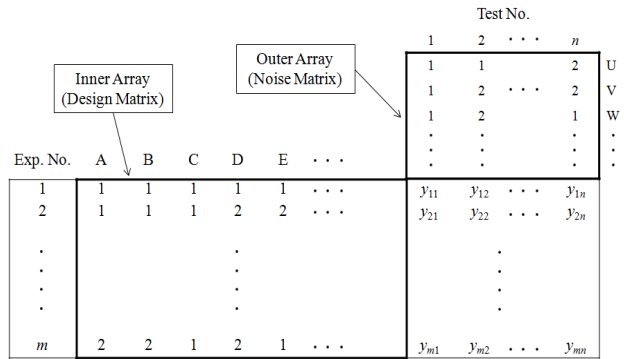 Test No.
1 2 · · · n
Inner Array
(Design Matrix)
Outer Array
(Noise Matrix)
1 1 2 U
1 2 · · · 2 V
1 2 1 W
· · · ·
· · · ·
Exp. No. A B C D E · · ·
1 1 1 1 1 1 · · · y11 y12 · · · y1n
2 1 1 1 2 2 · · · y21 y22 · · · y2n
· · ·
· · ·
· · ·
· · ·
m 2 2 1 2 1 · · · ym1 ym2 · · · ymn